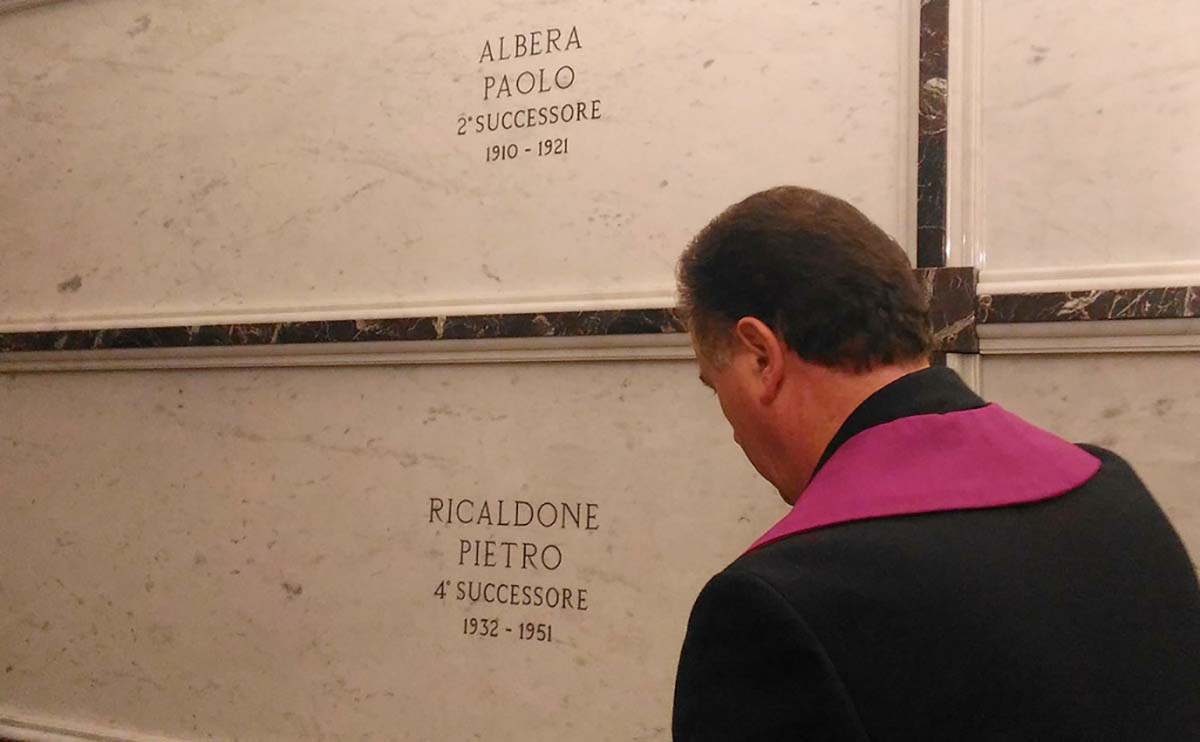 ALBERA
PAOLO
2° SUCCESSORE
1910 - 1921
RICALDONE
PIETRO
4° SUCCESSORE
1932 - 1951